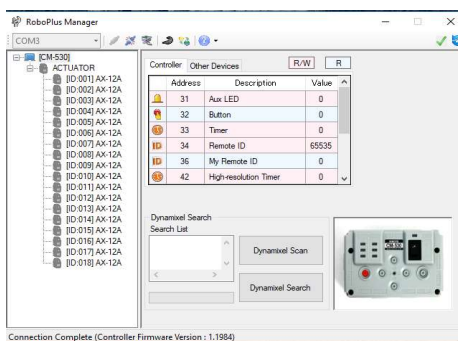 RoboPlus Manager
COM3
[CM-530]
ACTUATOR
[ID:001] AX-12A
[ID:002] AX-12A
[ID:003] AX-12A
[ID:004] AX-12A
[ID:005] AX-12A
[ID:006] AX-12A
[ID:007] AX-12A
[ID:008] AX-12A
[ID:009] AX-12A
[ID:010] AX-12A
[ID:011] AX-12A
[ID:012] AX-12A
[ID:013] AX-12A
[ID:014] AX-12A
[ID:015] AX-12A
[ID:016] AX-12A
[ID:017] AX-12A
[ID:018] AX-12A
Controller Other Devices R/W R
Address Description Value
31 Aux LED 0
32 Button 0
33 Timer 0
ID 34 Remote ID 65535
ID 36 My Remote ID 0
42 High-resolution Timer 0
Dynamixel Search
Search List
Dynamixel Scan
Dynamixel Search
CM-530
Connection Complete (Controller Firmware Version : 1.1984)